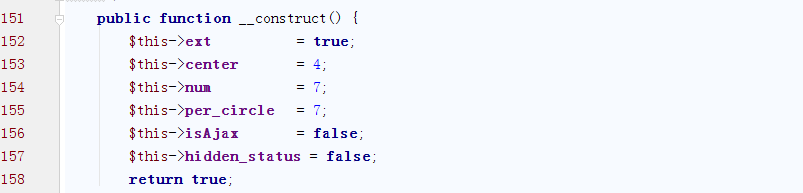 151 public function __construct() {
152 $this->ext = true;
153 $this->center = 4;
154 $this->num = 7;
155 $this->per_circle = 7;
156 $this->isAjax = false;
157 $this->hidden_status = false;
158 return true;